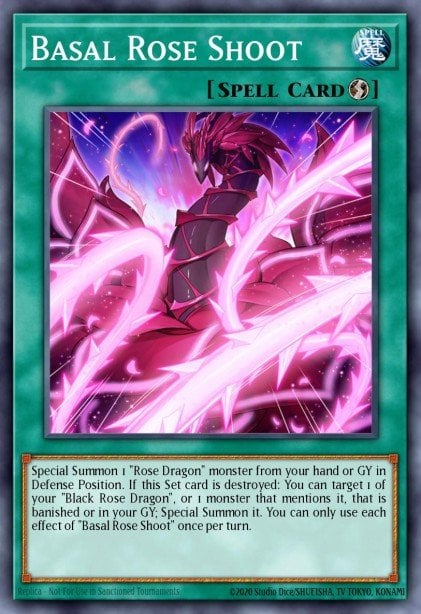 BASAL ROSE SHOOT
SPELL
魔
[SPELL CARD]
Special Summon 1 "Rose Dragon" monster from your hand or GY in
Defense Position. If this Set card is destroyed: You can target 1 of
your "Black Rose Dragon", or 1 monster that mentions it, that is
banished or in your GY; Special Summon it. You can only use each
effect of "Basal Rose Shoot" once per turn.
Replica - Not For Use in Sanctioned Tournaments
©2020 Studio Dice/SHUEISHA, TV TOKYO, KONAMI